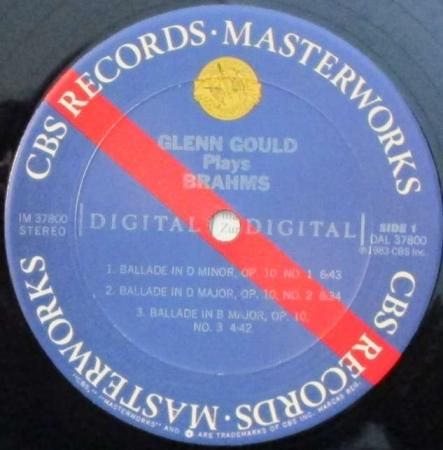 CBS RECORDS · MASTERWORKS
CBS RECORDS · MASTERWORKS
GLENN GOULD
Plays
BRAHMS
IM 37800
STEREO
DIGITAL DIGITAL
Zur
SIDE 1
DAL 37800
℗1983 CBS Inc.
1. BALLADE IN D MINOR, OP. 10, NO. 1 6:43
2. BALLADE IN D MAJOR, OP. 10, NO. 2 8:34
3. BALLADE IN B MAJOR, OP. 10,
NO. 3 4:42
"CBS," "MASTERWORKS" AND ARE TRADEMARKS OF CBS INC. MARCAS REG.